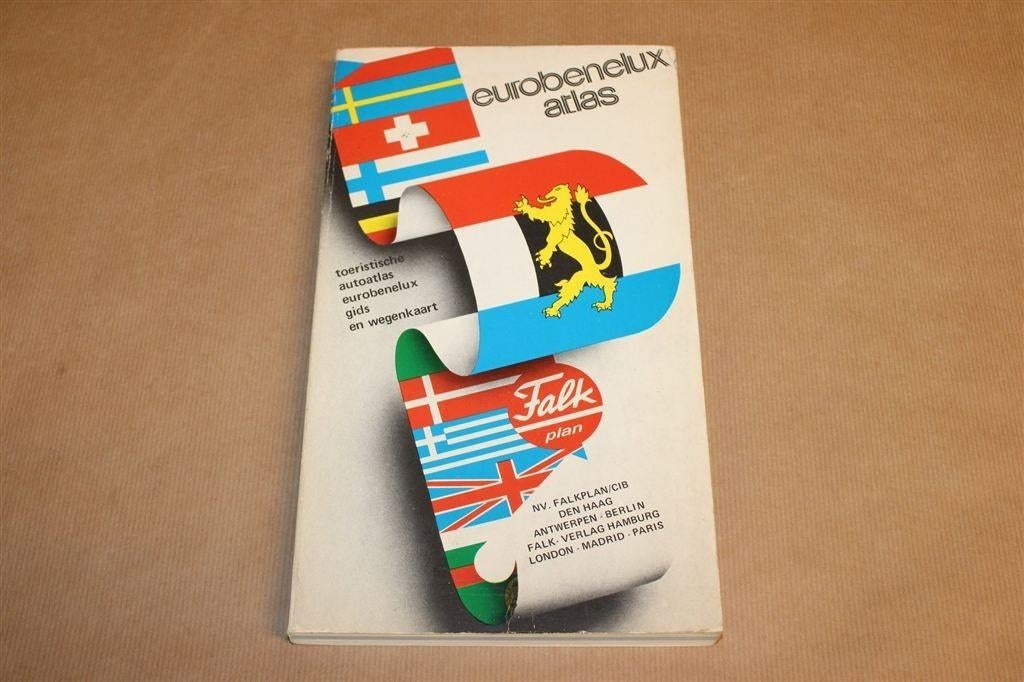 eurobenelux
atlas
toeristische
autoatlas
eurobenelux
gids
en wegenkaart
Falk
plan
NV. FALKPLAN/CIB
DEN HAAG
ANTWERPEN - BERLIN
FALK - VERLAG HAMBURG
LONDON - MADRID - PARIS